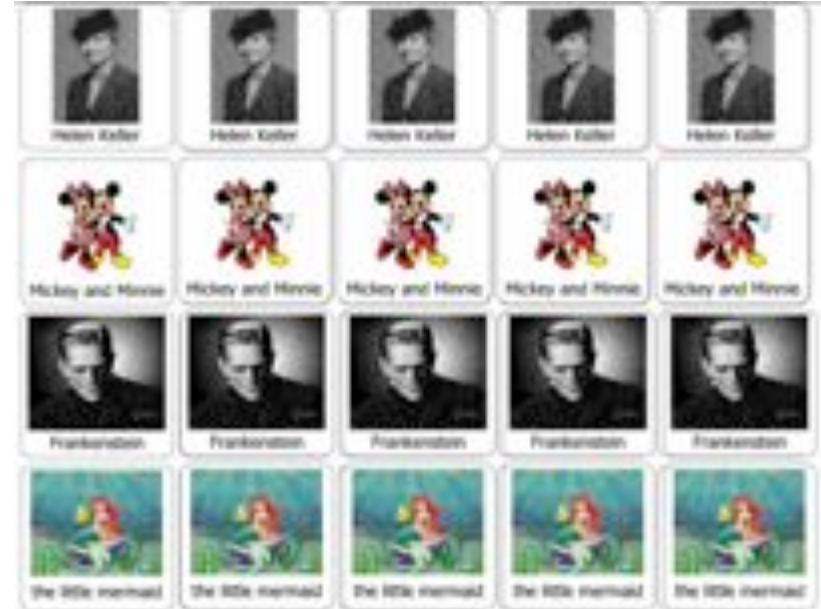 Helen Keller Helen Keller Helen Keller Helen Keller Helen Keller
Mickey and Minnie Mickey and Minnie Mickey and Minnie Mickey and Minnie Mickey and Minnie
Frankenstein Frankenstein Frankenstein Frankenstein Frankenstein
the little mermaid the little mermaid the little mermaid the little mermaid the little mermaid